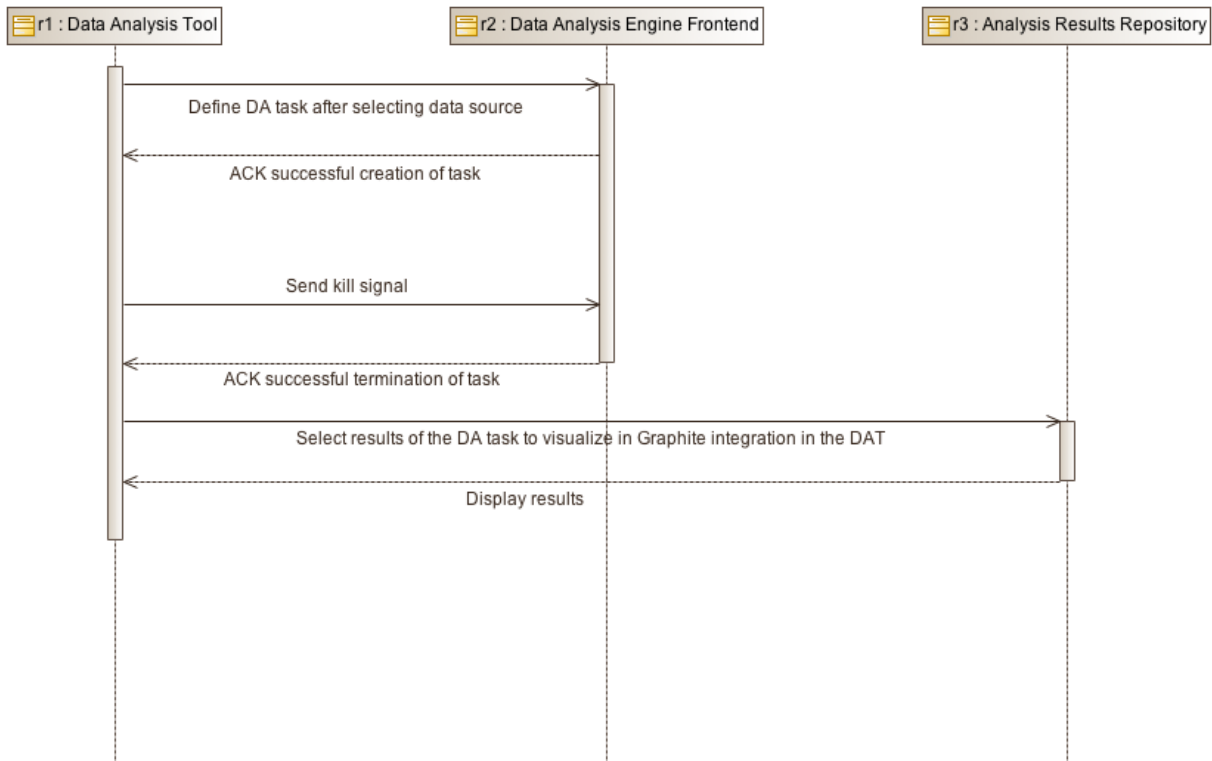 r1 : Data Analysis Tool
r2 : Data Analysis Engine Frontend
r3 : Analysis Results Repository
Define DA task after selecting data source
ACK successful creation of task
Send kill signal
ACK successful termination of task
Select results of the DA task to visualize in Graphite integration in the DAT
Display results